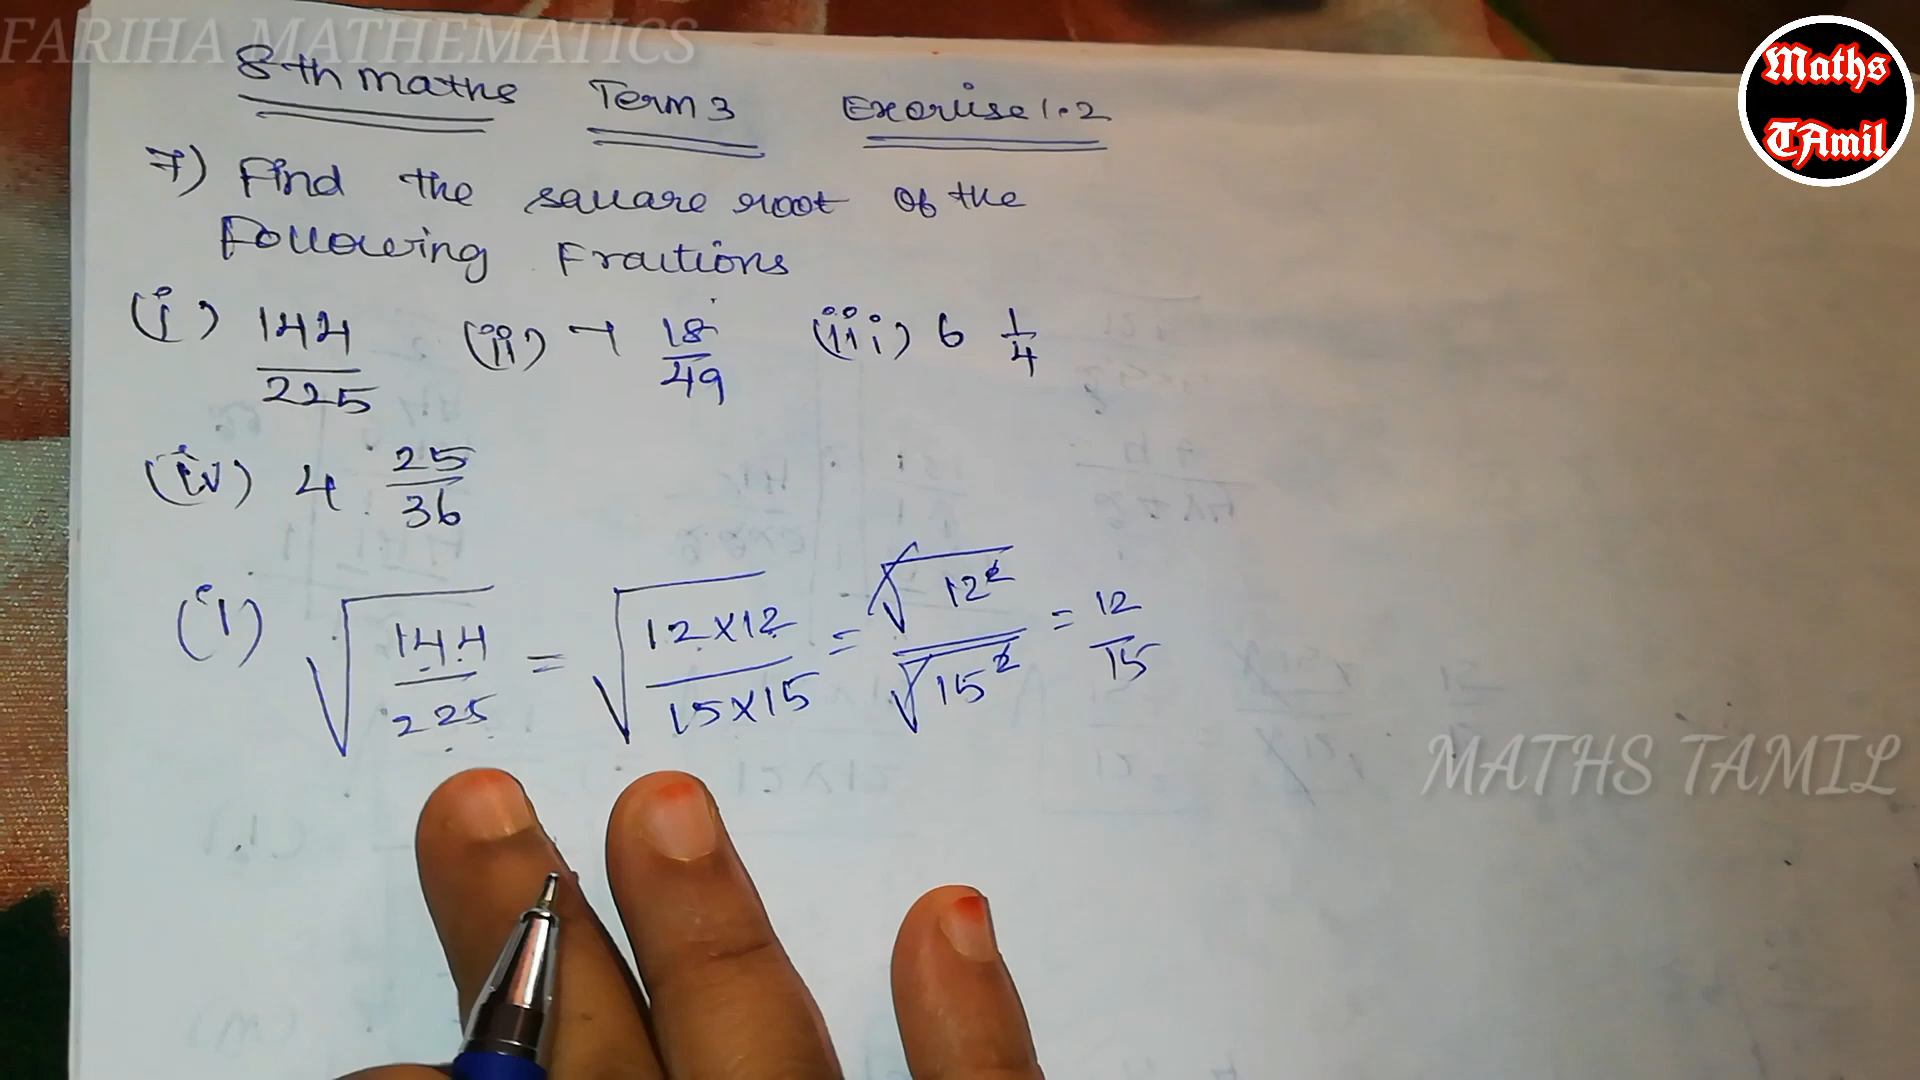 FARIHA MATHEMATICS
Maths
TAmil
8th maths Term 3 Exercise 1.2
7) Find the square root of the
Following Fractions
(i) 144/225 (ii) 7 18/49 (iii) 6 1/4
(iv) 4 25/36
(i) √(144/225) = √(12×12/15×15) = √12²/√15² = 12/15
MATHS TAMIL